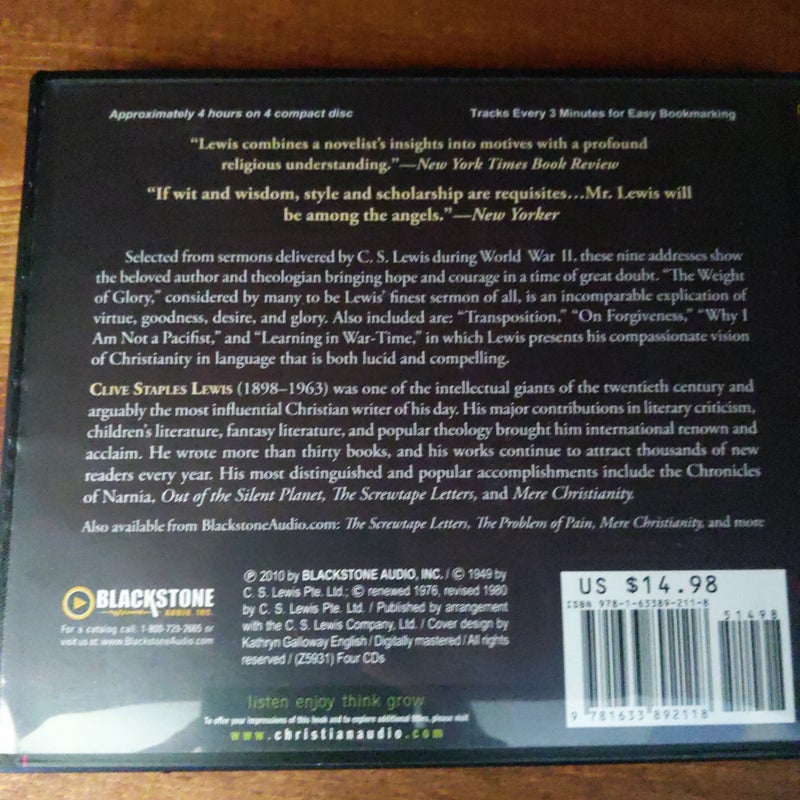 Approximately 4 hours on 4 compact disc
Tracks Every 3 Minutes for Easy Bookmarking
“Lewis combines a novelist's insights into motives with a profound
religious understanding.”—New York Times Book Review
“If wit and wisdom, style and scholarship are requisites...Mr. Lewis will
be among the angels.”—New Yorker
Selected from sermons delivered by C. S. Lewis during World War II, these nine addresses show
the beloved author and theologian bringing hope and courage in a time of great doubt. “The Weight
of Glory,” considered by many to be Lewis' finest sermon of all, is an incomparable explication of
virtue, goodness, desire, and glory. Also included are: “Transposition,” “On Forgiveness,” “Why I
Am Not a Pacifist,” and “Learning in War-Time,” in which Lewis presents his compassionate vision
of Christianity in language that is both lucid and compelling.
CLIVE STAPLES LEWIS (1898–1963) was one of the intellectual giants of the twentieth century and
arguably the most influential Christian writer of his day. His major contributions in literary criticism,
children's literature, fantasy literature, and popular theology brought him international renown and
acclaim. He wrote more than thirty books, and his works continue to attract thousands of new
readers every year. His most distinguished and popular accomplishments include the Chronicles
of Narnia, Out of the Silent Planet, The Screwtape Letters, and Mere Christianity.
Also available from BlackstoneAudio.com: The Screwtape Letters, The Problem of Pain, Mere Christianity, and more
BLACKSTONE
AUDIO, INC.
For a catalog call: 1-800-729-2665 or
visit us at www.BlackstoneAudio.com
℗ 2010 by BLACKSTONE AUDIO, INC. / © 1949 by
C. S. Lewis Pte. Ltd.; © renewed 1976, revised 1980
by C. S. Lewis Pte. Ltd. / Published by arrangement
with the C. S. Lewis Company, Ltd. / Cover design by
Kathryn Galloway English / Digitally mastered / All rights
reserved / (Z5931) Four CDs
US $14.98
ISBN 978-1-63389-211-8
51498
9 781633 892118
listen enjoy think grow
To offer your impressions of this book and to explore additional titles, please visit
www.christianaudio.com